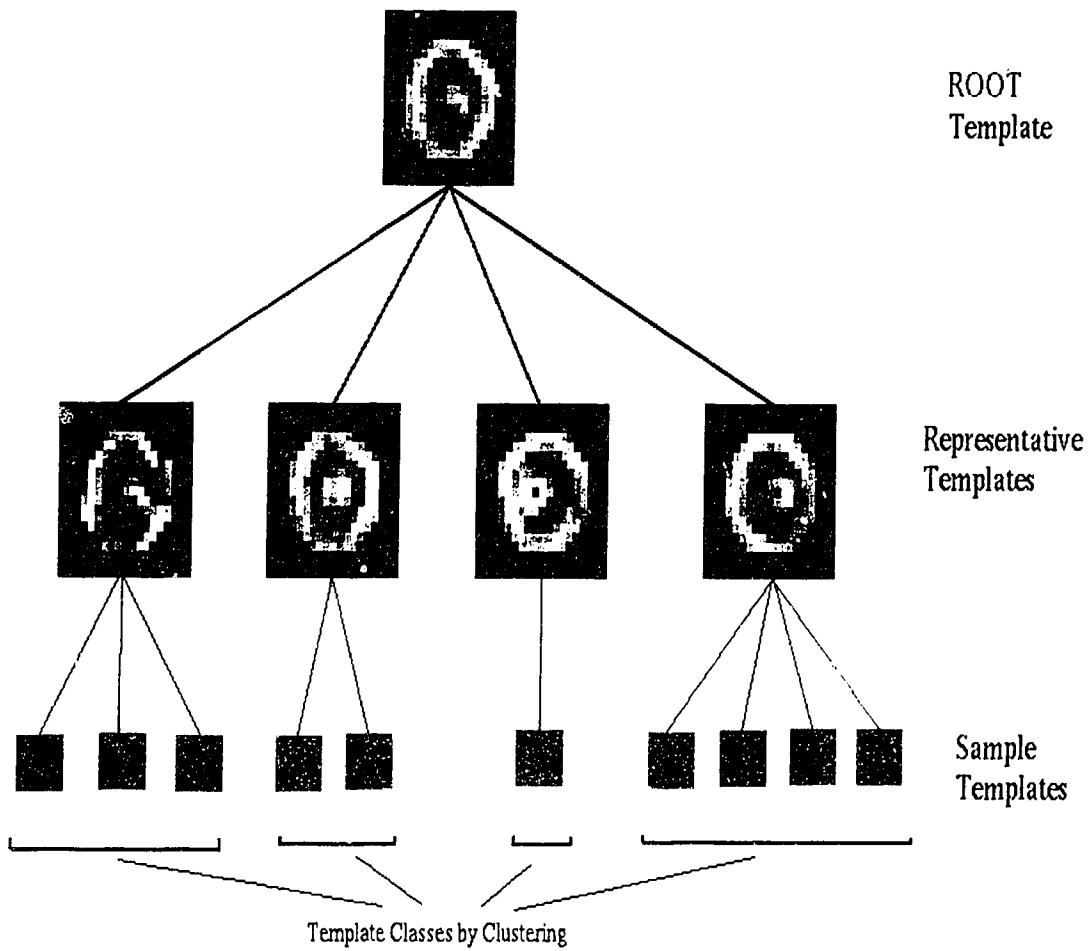 ROOT
Template
Representative
Templates
Sample
Templates
Template Classes by Clustering